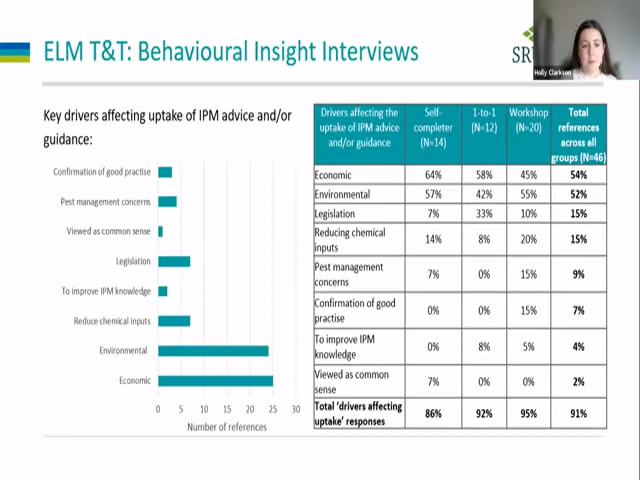 ELM T&T: Behavioural Insight Interviews
Holly Clarkson
Key drivers affecting uptake of IPM advice and/or
guidance:
Confirmation of good practise
Pest management concerns
Viewed as common sense
Legislation
To improve IPM knowledge
Reduce chemical inputs
Environmental
Economic
0 5 10 15 20 25 30
Number of references
Drivers affecting the
uptake of IPM advice
and/or guidance
Self-
completer
(N=14)
1-to-1
(N=12)
Workshop
(N=20)
Total
references
across all
groups (N=46)
Economic 64% 58% 45% 54%
Environmental 57% 42% 55% 52%
Legislation 7% 33% 10% 15%
Reducing chemical
inputs
14% 8% 20% 15%
Pest management
concerns
7% 0% 15% 9%
Confirmation of good
practise
0% 0% 15% 7%
To improve IPM
knowledge
0% 8% 5% 4%
Viewed as common
sense
7% 0% 0% 2%
Total 'drivers affecting
uptake' responses
86% 92% 95% 91%